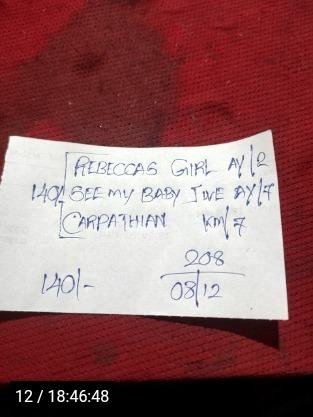 REBECCAS GIRL AY/2
140/ SEE MY BABY JIVE AY/7
CARPATHIAN KM/7
208
140/- 08/12
12 / 18:46:48